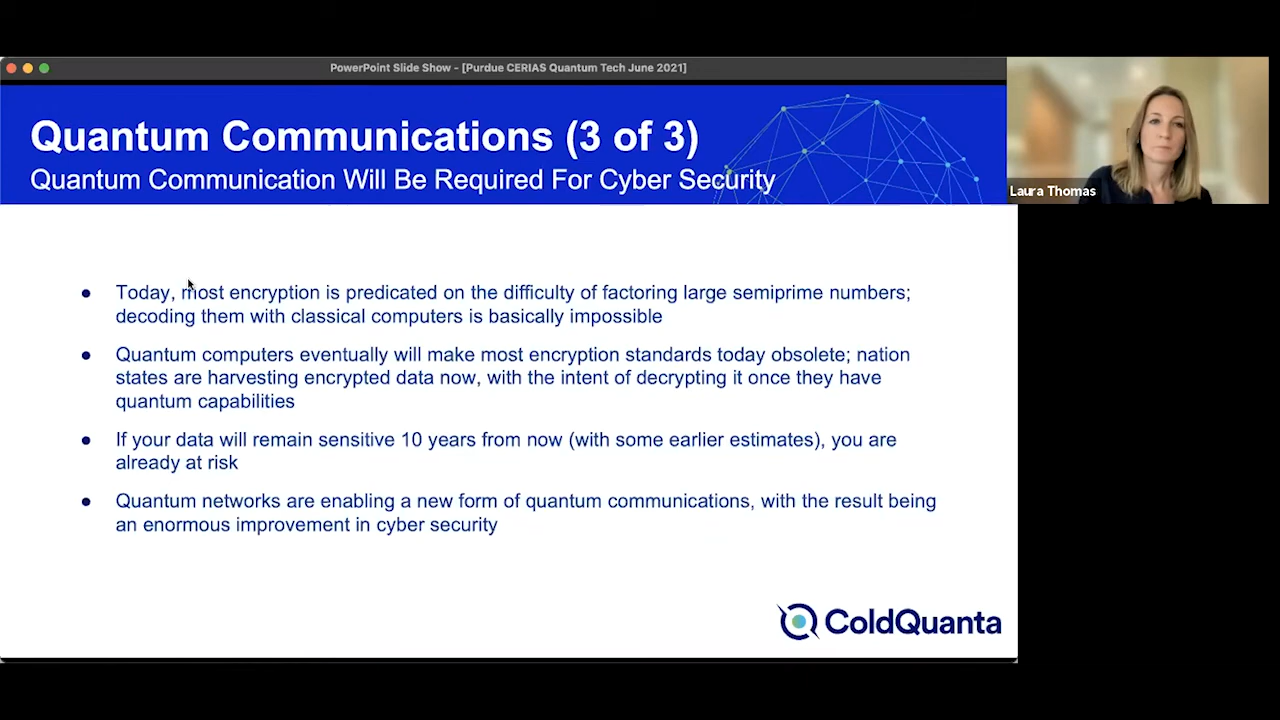 PowerPoint Slide Show - [Purdue CERIAS Quantum Tech June 2021]
Quantum Communications (3 of 3)
Quantum Communication Will Be Required For Cyber Security
Laura Thomas
● Today, most encryption is predicated on the difficulty of factoring large semiprime numbers;
decoding them with classical computers is basically impossible
● Quantum computers eventually will make most encryption standards today obsolete; nation
states are harvesting encrypted data now, with the intent of decrypting it once they have
quantum capabilities
● If your data will remain sensitive 10 years from now (with some earlier estimates), you are
already at risk
● Quantum networks are enabling a new form of quantum communications, with the result being
an enormous improvement in cyber security
ColdQuanta